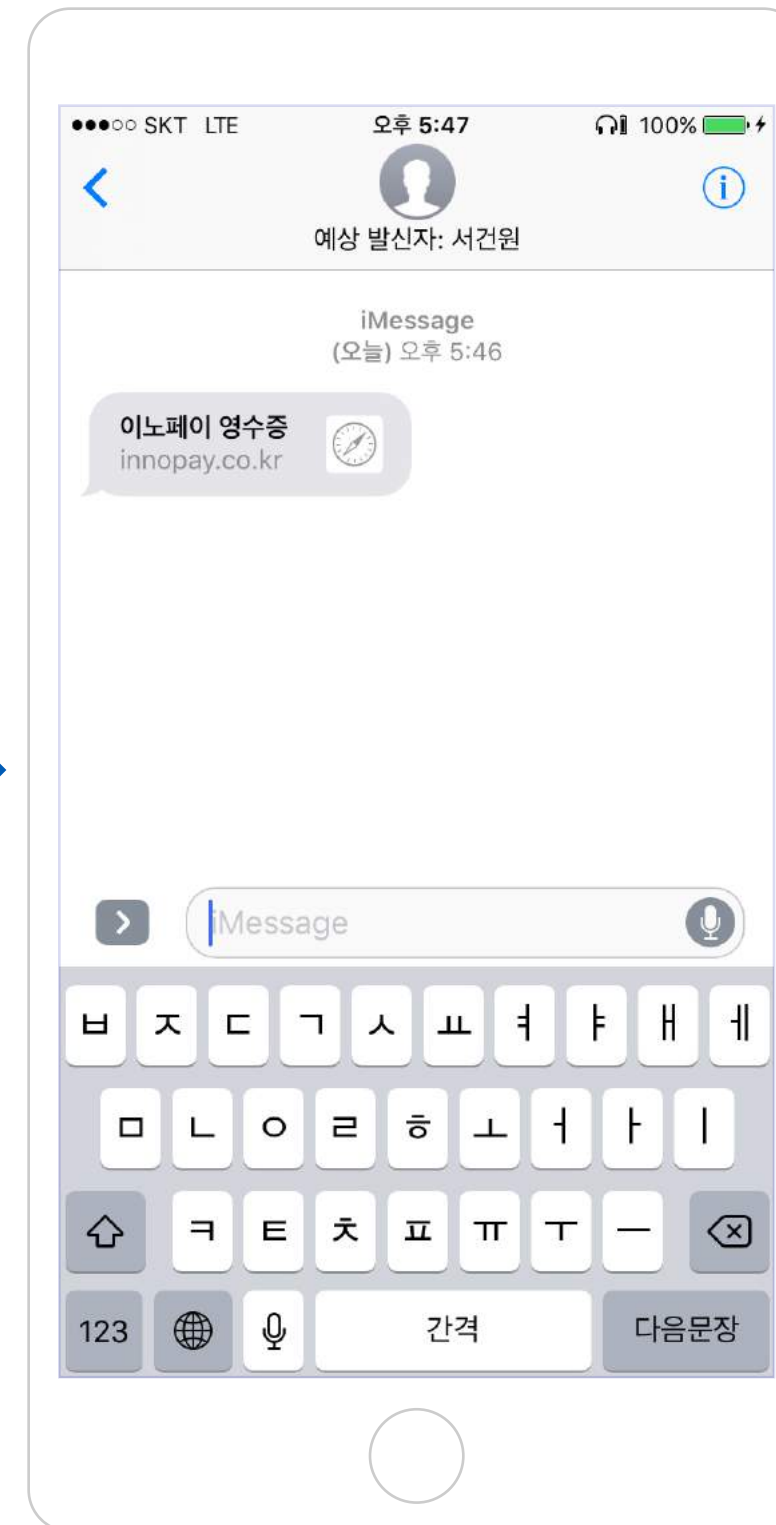 SKT LTE 오후 5:47 100%
예상 발신자: 서건원
iMessage
(오늘) 오후 5:46
이노페이 영수증
innopay.co.kr
iMessage
ㅂ ㅈ ㄷ ㄱ ㅅ ㅛ ㅕ ㅑ ㅐ ㅔ
ㅁ ㄴ ㅇ ㄹ ㅎ ㅗ ㅓ ㅏ ㅣ
ㅋ ㅌ ㅊ ㅍ ㅠ ㅜ ㅡ
123 간격 다음문장